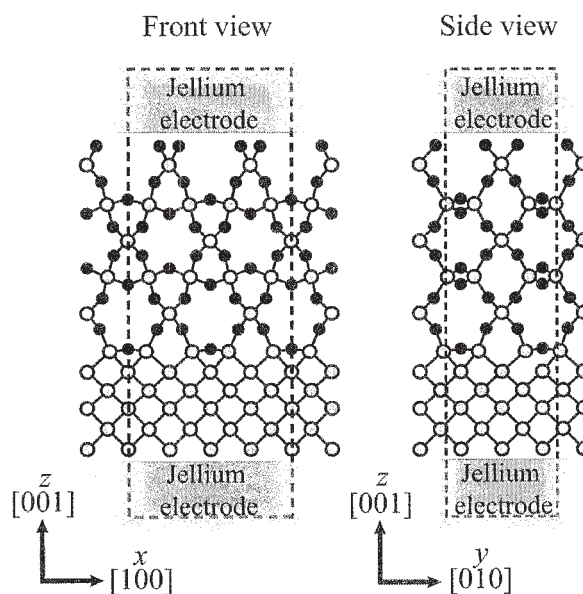 Front view
Side view
Jellium
electrode
Jellium
electrode
Jellium
electrode
Jellium
electrode
z
[001]
x
[100]
z
[001]
y
[010]